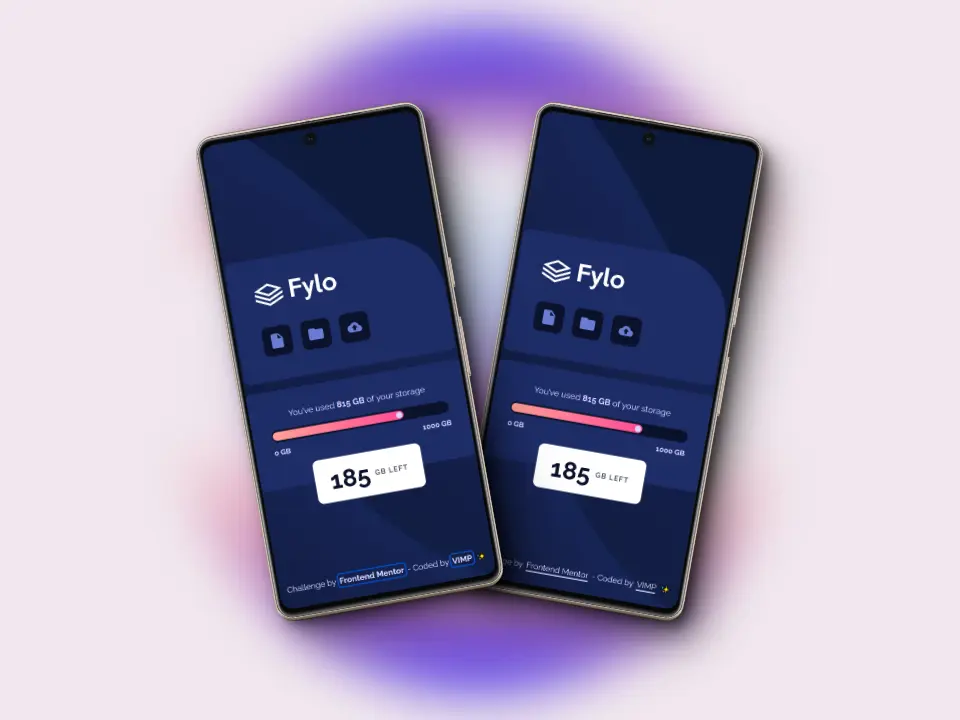 Fylo
You've used 815 GB of your storage
0 GB
1000 GB
185 GB LEFT
Challenge by Frontend Mentor - Coded by ViMP ✨
Fylo
You've used 815 GB of your storage
0 GB
1000 GB
185 GB LEFT
by Frontend Mentor - Coded by ViMP ✨